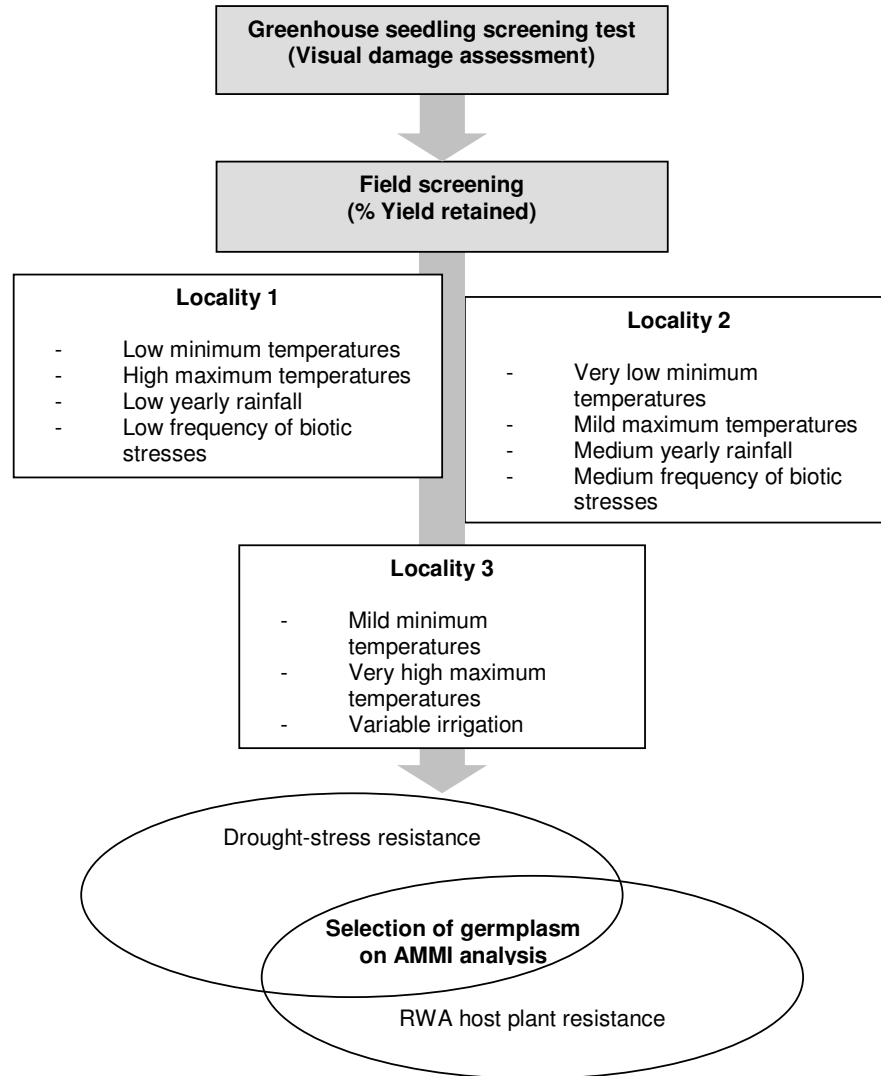 Greenhouse seedling screening test
(Visual damage assessment)
Field screening
(% Yield retained)
Locality 1
- Low minimum temperatures
- High maximum temperatures
- Low yearly rainfall
- Low frequency of biotic
stresses
Locality 2
- Very low minimum
temperatures
- Mild maximum temperatures
- Medium yearly rainfall
- Medium frequency of biotic
stresses
Locality 3
- Mild minimum
temperatures
- Very high maximum
temperatures
- Variable irrigation
Drought-stress resistance
Selection of germplasm
on AMMI analysis
RWA host plant resistance